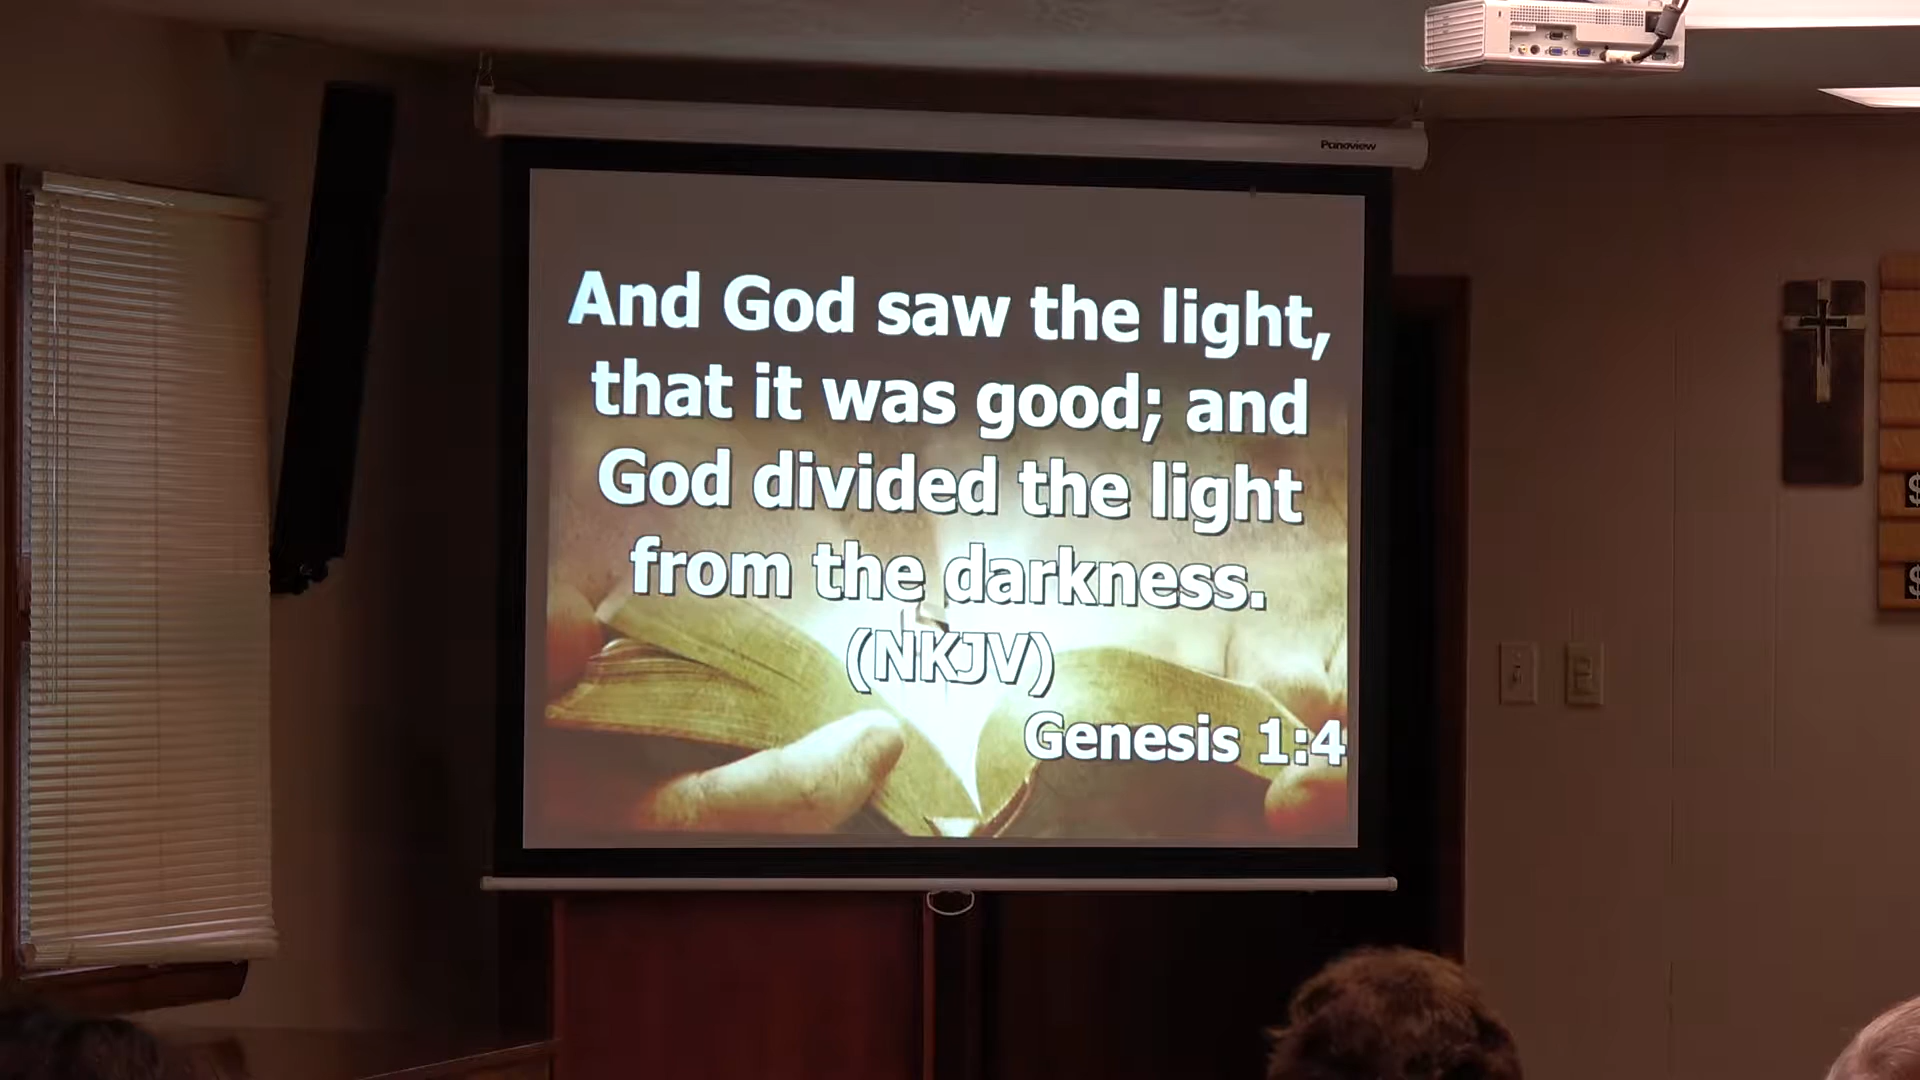 Panoview
And God saw the light,
that it was good; and
God divided the light
from the darkness.
(NKJV)
Genesis 1:4
$
$